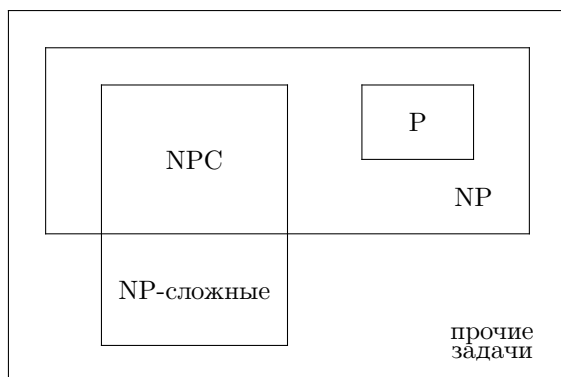 P
NPC
NP
NP-сложные
прочие
задачи